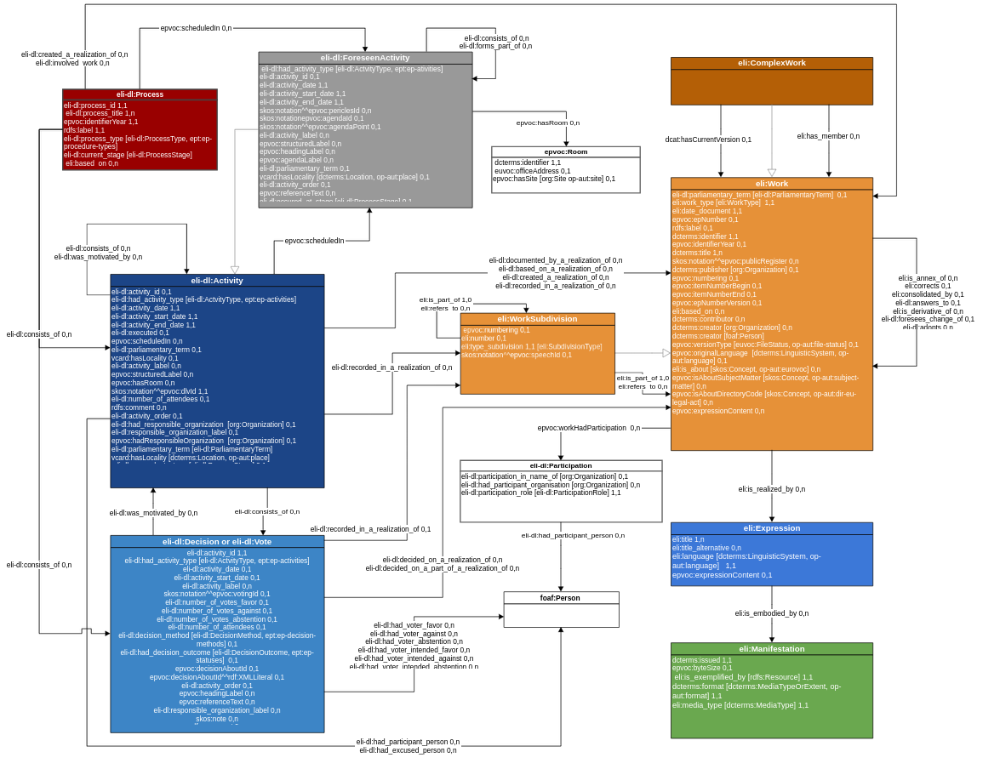 epvoc:scheduledIn 0,n
eli-dl:created_a_realization_of 0,n
eli-dl:involved_work 0,n
eli-dl:consists_of 0,n
eli-dl:forms_part_of 0,n
eli-dl:Process
eli-dl:process_id 1,1
eli-dl:process_title 1,n
epvoc:identifierYear 1,1
rdfs:label 1,1
eli-dl:process_type [eli-dl:ProcessType, ept:ep-
procedure-types]
eli-dl:current_stage [eli-dl:ProcessStage]
eli:based_on 0,n
eli-dl:ForeseenActivity
eli-dl:had_activity_type [eli-dl:ActvityType, ept:ep-ativities]
eli-dl:activity_id 0,1
eli-dl:activity_date 1,1
eli-dl:activity_start_date 1,1
eli-dl:activity_end_date 1,1
skos:notation^^epvoc:periclesId 0,n
skos:notationepvoc:agendaId 0,1
skos:notation^^epvoc:agendaPoint 0,1
eli-dl:activity_label 0,n
epvoc:structuredLabel 0,n
epvoc:headingLabel 0,n
epvoc:agendaLabel 0,n
eli-dl:parliamentary_term 0,1
vcard:hasLocality [dcterms:Location, op-aut:place] 0,1
eli-dl:activity_order 0,1
epvoc:referenceText 0,n
epvoc:hasRoom 0,n
epvoc:Room
dcterms:identifier 1,1
euvoc:officeAddress 0,1
epvoc:hasSite [org:Site op-aut:site] 0,1
eli:ComplexWork
dcat:hasCurrentVersion 0,1
eli:has_member 0,n
eli:Work
eli-dl:parliamentary_term [eli-dl:ParliamentaryTerm] 0,1
eli:work_type [eli:WorkType] 1,1
eli:date_document 1,1
epvoc:epNumber 0,1
rdfs:label 0,1
dcterms:identifier 1,1
epvoc:identifierYear 0,1
dcterms:title 1,n
skos:notation^^epvoc:publicRegister 0,n
dcterms:publisher [org:Organization] 0,1
epvoc:numbering 0,1
epvoc:itemNumberBegin 0,1
epvoc:itemNumberEnd 0,1
epvoc:epNumberVersion 0,1
eli:based_on 0,n
dcterms:contributor 0,n
dcterms:creator [org:Organization] 0,n
dcterms:creator [foaf:Person]
epvoc:versionType [euvoc:FileStatus, op-aut:file-status] 0,1
epvoc:originalLanguage [dcterms:LinguisticSystem, op-
aut:language] 0,1
eli:is_about [skos:Concept, op-aut:eurovoc] 0,n
epvoc:isAboutSubjectMatter [skos:Concept, op-aut:subject-
matter] 0,n
epvoc:isAboutDirectoryCode [skos:Concept, op-aut:dir-eu-
legal-act] 0,n
epvoc:expressionContent 0,n
eli:is_annex_of 0,n
eli:corrects 0,1
eli:consolidated_by 0,1
eli-dl:answers_to 0,1
eli:is_derivative_of 0,n
eli-dl:foresees_change_of 0,1
eli-dl:adopts 0,n
epvoc:scheduledIn
eli-dl:consists_of 0,n
eli-dl:was_motivated_by 0,n
eli-dl:Activity
eli-dl:activity_id 0,1
eli-dl:had_activity_type [eli-dl:ActvityType, ept:ep-activities]
eli-dl:activity_date 1,1
eli-dl:activity_start_date 1,1
eli-dl:activity_end_date 1,1
eli-dl:executed 0,1
epvoc:scheduledIn 0,n
eli-dl:parliamentary_term 0,1
vcard:hasLocality 0,1
eli-dl:activity_label 0,n
epvoc:structuredLabel 0,n
epvoc:hasRoom 0,n
skos:notation^^epvoc:dlvId 1,1
eli-dl:number_of_attendees 0,1
rdfs:comment 0,n
eli-dl:activity_order 0,1
eli-dl:had_responsible_organization [org:Organization] 0,1
eli-dl:responsible_organization_label 0,1
epvoc:hadResponsibleOrganization [org:Organization] 0,1
eli-dl:parliamentary_term [eli-dl:ParliamentaryTerm]
vcard:hasLocality [dcterms:Location, op-aut:place]
eli-dl:documented_by_a_realization_of 0,n
eli-dl:based_on_a_realization_of 0,n
eli-dl:created_a_realization_of 0,n
eli-dl:recorded_in_a_realization_of 0,n
eli:is_part_of 1,0
eli:refers_to 0,n
eli:WorkSubdivision
epvoc:numbering 0,1
eli:number 0,1
eli:type_subdivision 1,1 [eli:SubdivisionType]
skos:notation^^epvoc:speechId 0,1
eli-dl:consists_of 0,n
eli-dl:recorded_in_a_realization_of 0,n
eli:is_part_of 1,0
eli:refers_to 0,n
epvoc:workHadParticipation 0,n
eli-dl:Participation
eli-dl:participation_in_name_of [org:Organization] 0,1
eli-dl:had_participant_organisation [org:Organization] 0,n
eli-dl:participation_role [eli-dl:ParticipationRole] 1,1
eli:is_realized_by 0,n
eli-dl:was_motivated_by 0,n
eli-dl:consists_of 0,n
eli-dl:recorded_in_a_realization_of 0,1
eli-dl:had_participant_person 0,n
eli:Expression
eli:title 1,n
eli:title_alternative 0,n
eli:language [dcterms:LinguisticSystem, op-
aut:language] 1,1
epvoc:expressionContent 0,1
eli-dl:Decision or eli-dl:Vote
eli-dl:activity_id 1,1
eli-dl:had_activity_type [eli-dl:ActvityType, ept:ep-activities]
eli-dl:activity_date 0,1
eli-dl:activity_start_date 0,1
eli-dl:activity_label 0,n
skos:notation^^epvoc:votingId 0,1
eli-dl:number_of_votes_favor 0,1
eli-dl:number_of_votes_against 0,1
eli-dl:number_of_votes_abstention 0,1
eli-dl:number_of_attendees 0,1
eli-dl:decision_method [eli-dl:DecisionMethod, ept:ep-decision-
methods] 0,1
eli-dl:had_decision_outcome [eli-dl:DecisionOutcome, ept:ep-
statuses] 0,1
epvoc:decisionAboutId 0,1
epvoc:decisionAboutId^^rdf:XMLLiteral 0,1
eli-dl:activity_order 0,1
epvoc:headingLabel 0,n
epvoc:referenceText 0,n
eli-dl:responsible_organization_label 0,n
skos:note 0,n
eli-dl:consists_of 0,n
eli-dl:decided_on_a_realization_of 0,n
eli-dl:decided_on_a_part_of_a_realization_of 0,n
foaf:Person
eli:is_embodied_by 0,n
eli-dl:had_voter_favor 0,n
eli-dl:had_voter_against 0,n
eli-dl:had_voter_abstention 0,n
eli-dl:had_voter_intended_favor 0,n
eli-dl:had_voter_intended_against 0,n
eli-dl:had_voter_intended_abstention 0,n
eli:Manifestation
dcterms:issued 1,1
epvoc:byteSize 0,1
eli:is_exemplified_by [rdfs:Resource] 1,1
dcterms:format [dcterms:MediaTypeOrExtent, op-
aut:format] 1,1
eli:media_type [dcterms:MediaType] 1,1
eli-dl:had_participant_person 0,n
eli-dl:had_excused_person 0,n